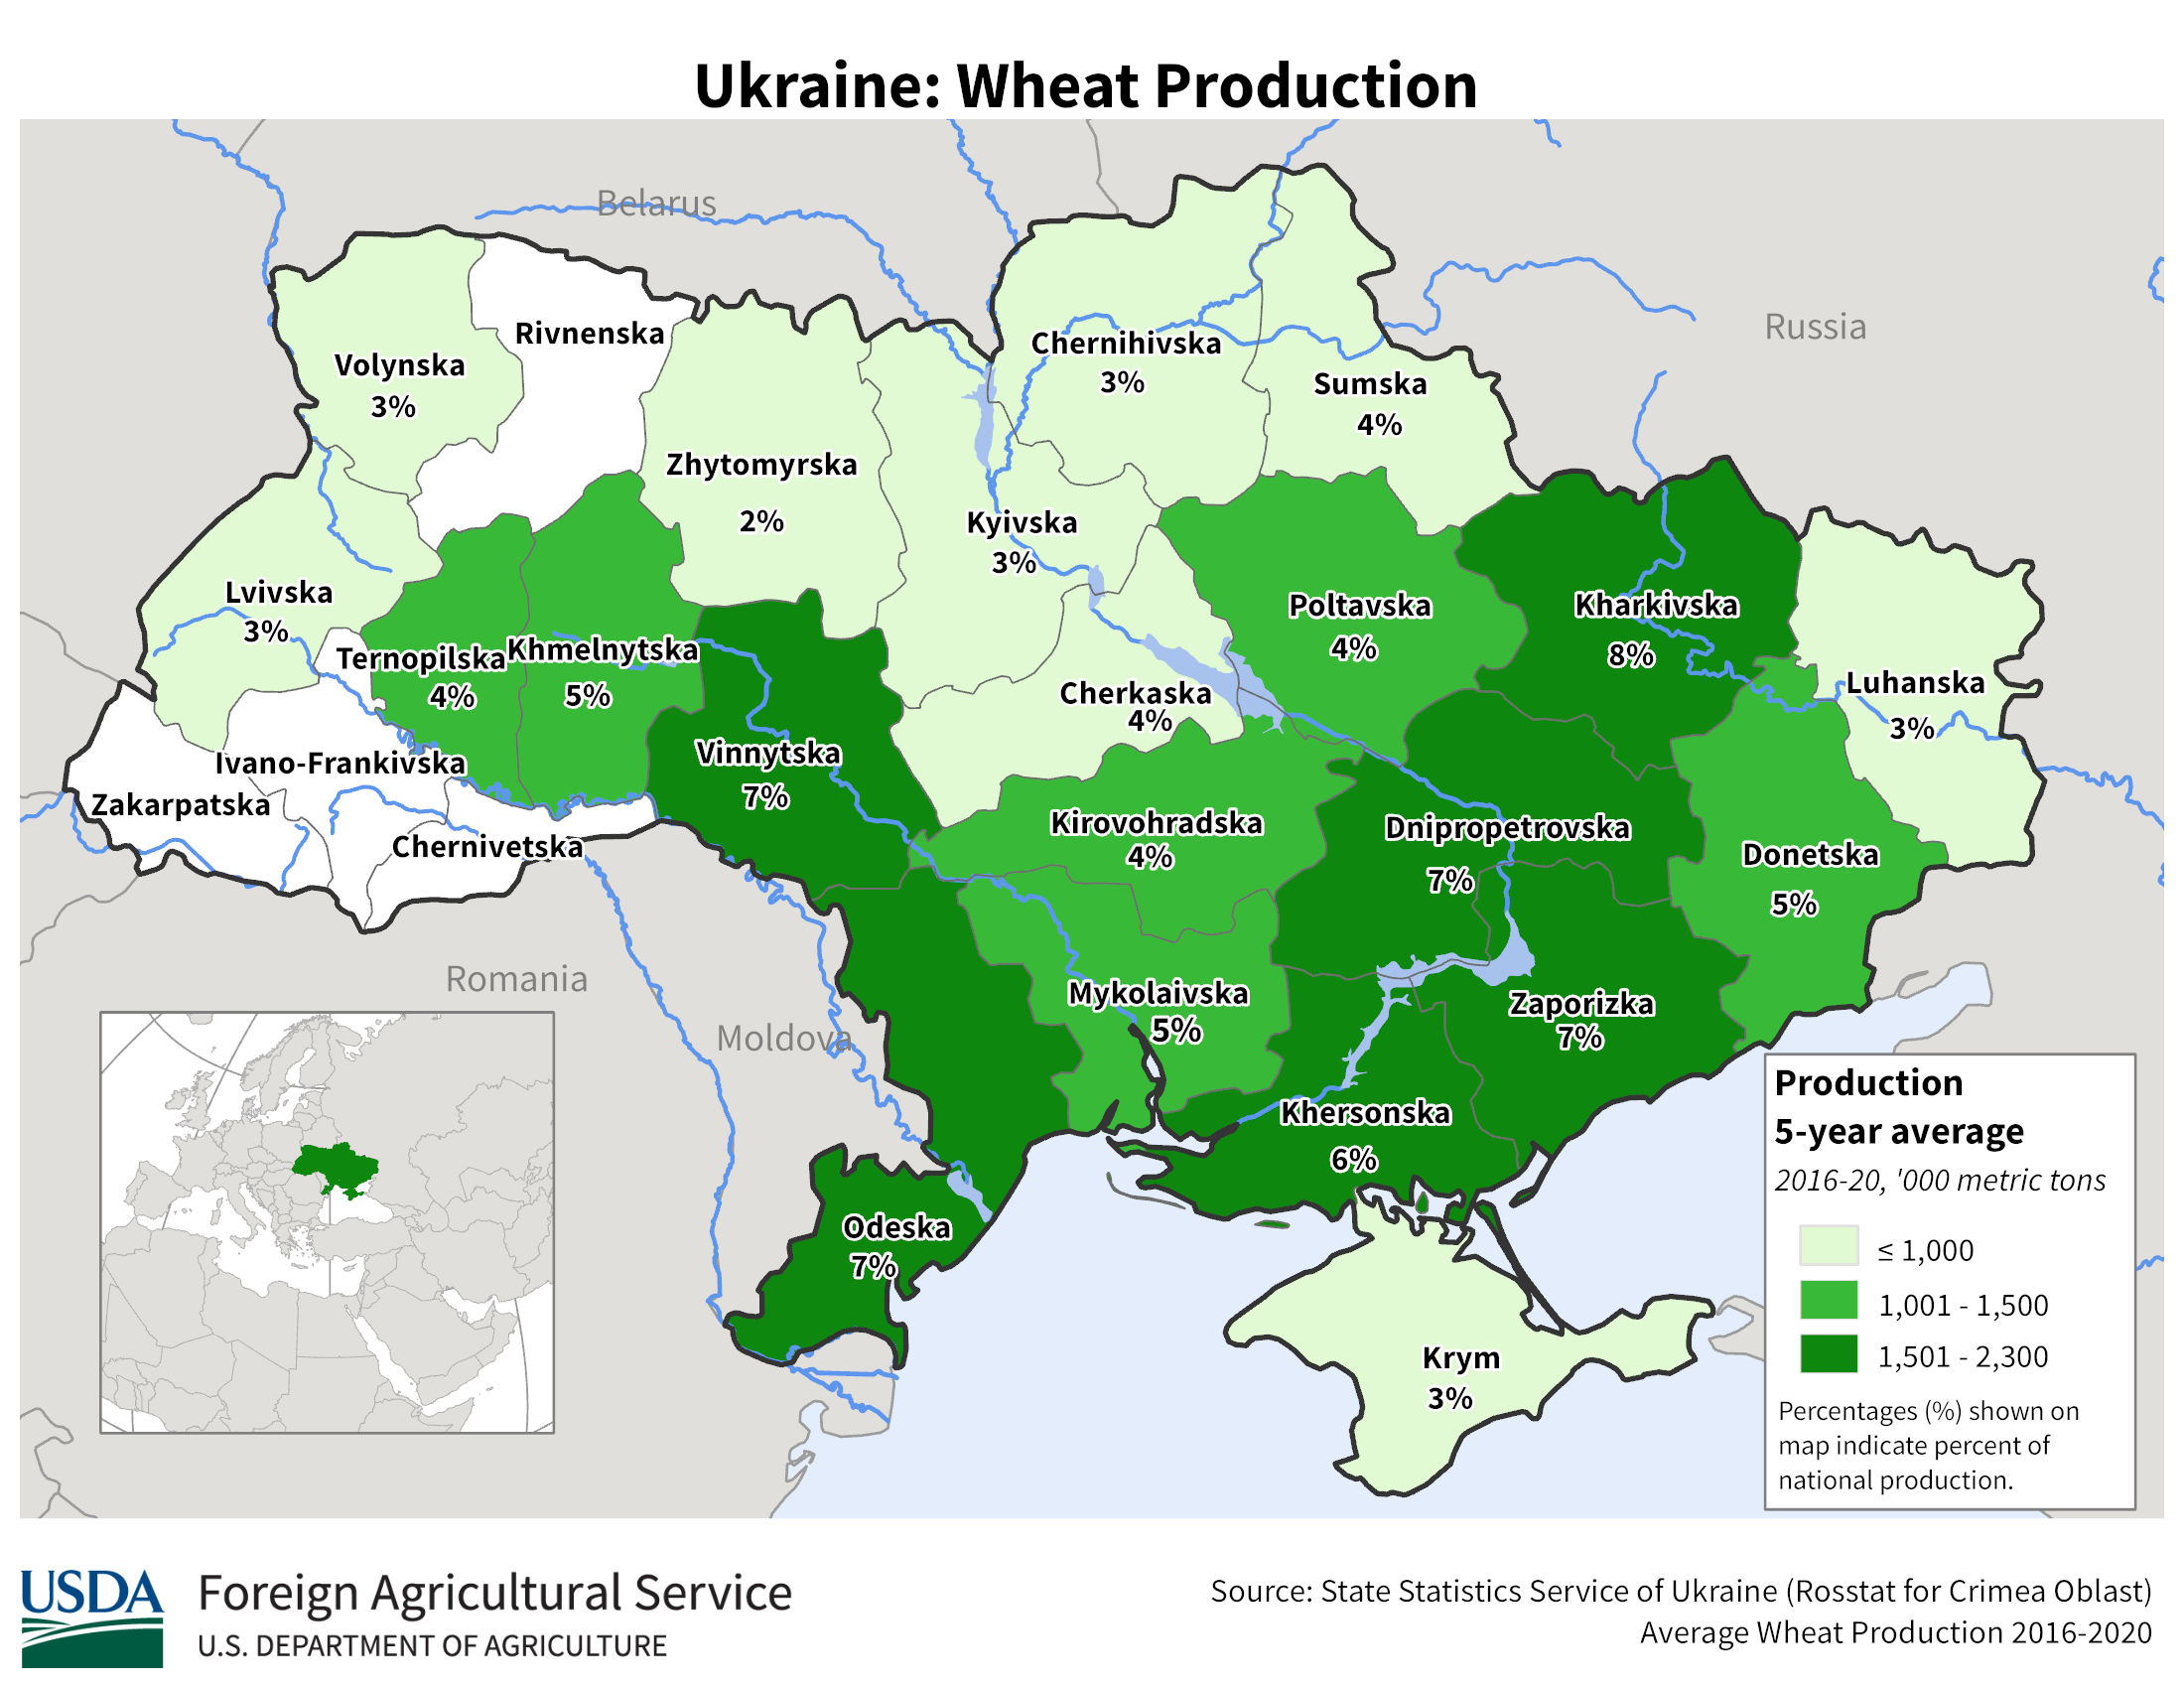 Ukraine: Wheat Production
Belarus
Russia
Rivnenska
Volynska
3%
Chernihivska
3%
Sumska
4%
Zhytomyrska
2%
Kyivska
3%
Lvivska
3%
Ternopilska
4%
Khmelnytska
5%
Poltavska
4%
Kharkivska
8%
Luhanska
3%
Cherkaska
4%
Vinnytska
7%
Ivano-Frankivska
Zakarpatska
Chernivetska
Kirovohradska
4%
Dnipropetrovska
7%
Donetska
5%
Romania
Moldova
Mykolaivska
5%
Zaporizka
7%
Khersonska
6%
Odeska
7%
Krym
3%
Production
5-year average
2016-20, '000 metric tons
≤ 1,000
1,001 - 1,500
1,501 - 2,300
Percentages (%) shown on
map indicate percent of
national production.
USDA
Foreign Agricultural Service
U.S. DEPARTMENT OF AGRICULTURE
Source: State Statistics Service of Ukraine (Rosstat for Crimea Oblast)
Average Wheat Production 2016-2020